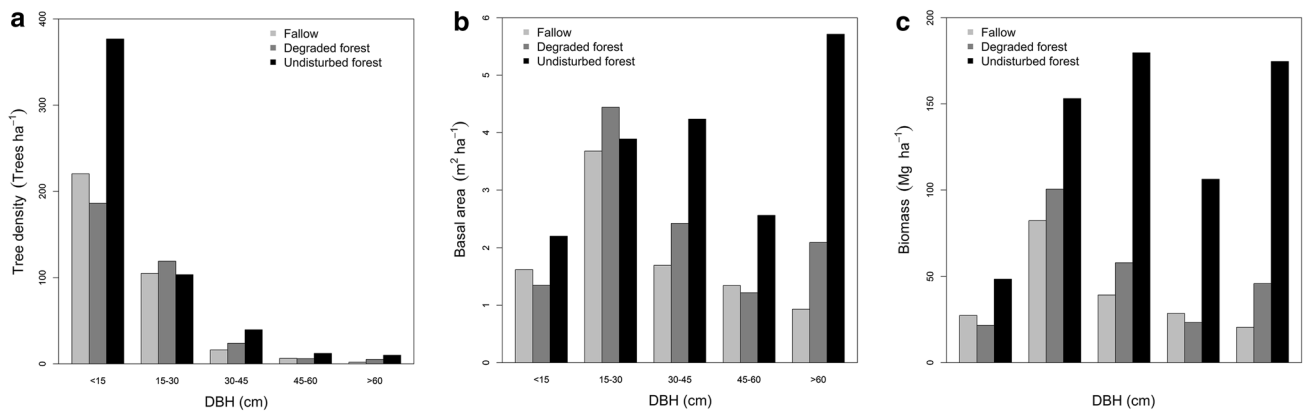 a
400
300
200
100
0
Tree density (Trees ha−1)
Fallow
Degraded forest
Undisturbed forest
<15 15-30 30-45 45-60 >60
DBH (cm)
b
6
5
4
3
2
1
0
Basal area (m2 ha−1)
Fallow
Degraded forest
Undisturbed forest
<15 15-30 30-45 45-60 >60
DBH (cm)
c
200
150
100
50
0
Biomass (Mg ha−1)
Fallow
Degraded forest
Undisturbed forest
DBH (cm)